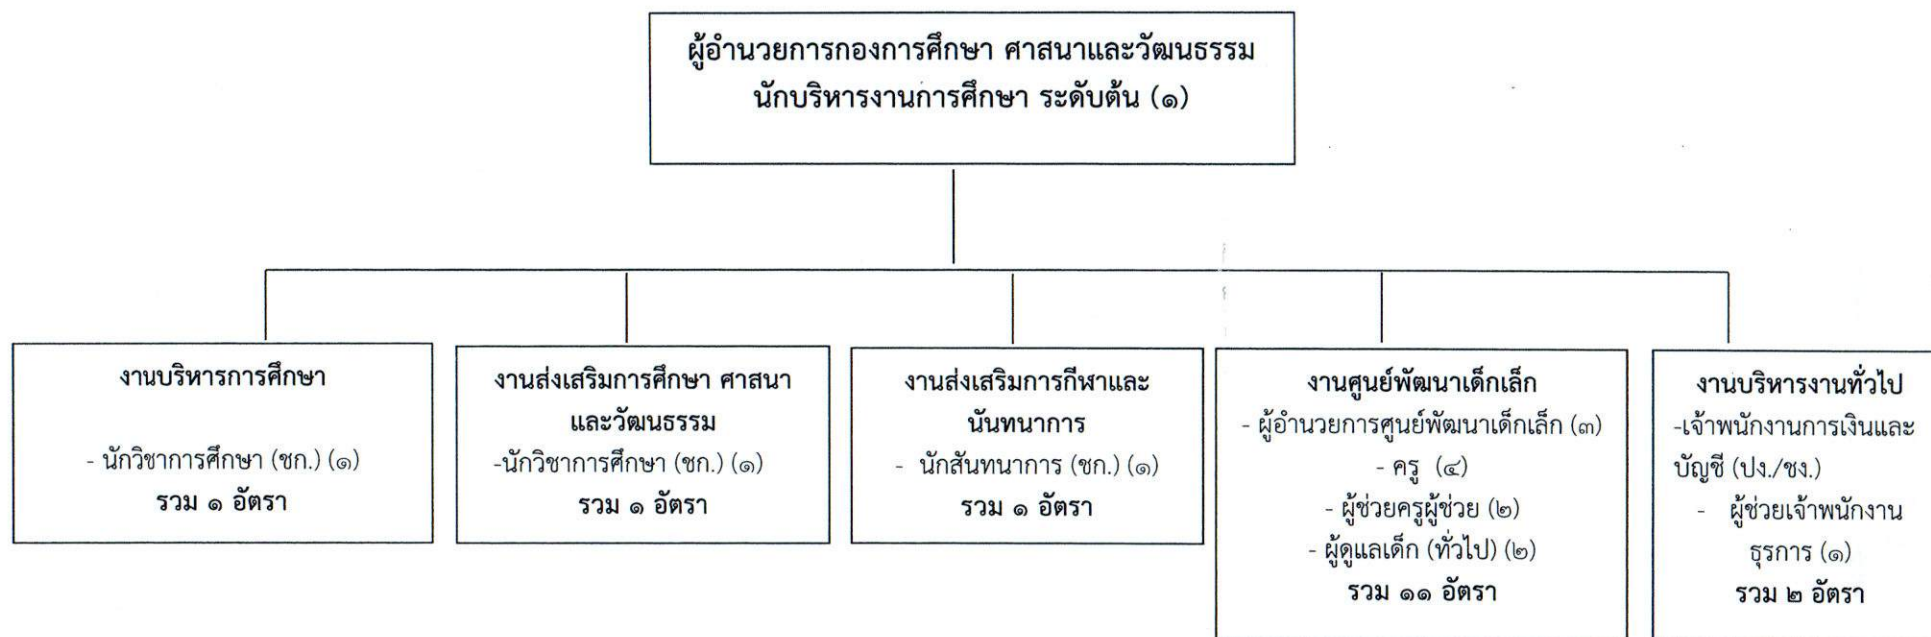 ผู้อำนวยการกองการศึกษา ศาสนาและวัฒนธรรม
นักบริหารงานการศึกษา ระดับต้น (๑)
งานบริหารการศึกษา
- นักวิชาการศึกษา (ชก.) (๑)
รวม ๑ อัตรา
งานส่งเสริมการศึกษา ศาสนา
และวัฒนธรรม
-นักวิชาการศึกษา (ชก.) (๑)
รวม ๑ อัตรา
งานส่งเสริมการกีฬาและ
นันทนาการ
- นักสันทนาการ (ชก.) (๑)
รวม ๑ อัตรา
งานศูนย์พัฒนาเด็กเล็ก
- ผู้อำนวยการศูนย์พัฒนาเด็กเล็ก (๓)
- ครู (๔)
- ผู้ช่วยครูผู้ช่วย (๒)
- ผู้ดูแลเด็ก (ทั่วไป) (๒)
รวม ๑๑ อัตรา
งานบริหารงานทั่วไป
-เจ้าพนักงานการเงินและ
บัญชี (ปง./ชง.)
- ผู้ช่วยเจ้าพนักงาน
ธุรการ (๑)
รวม ๒ อัตรา